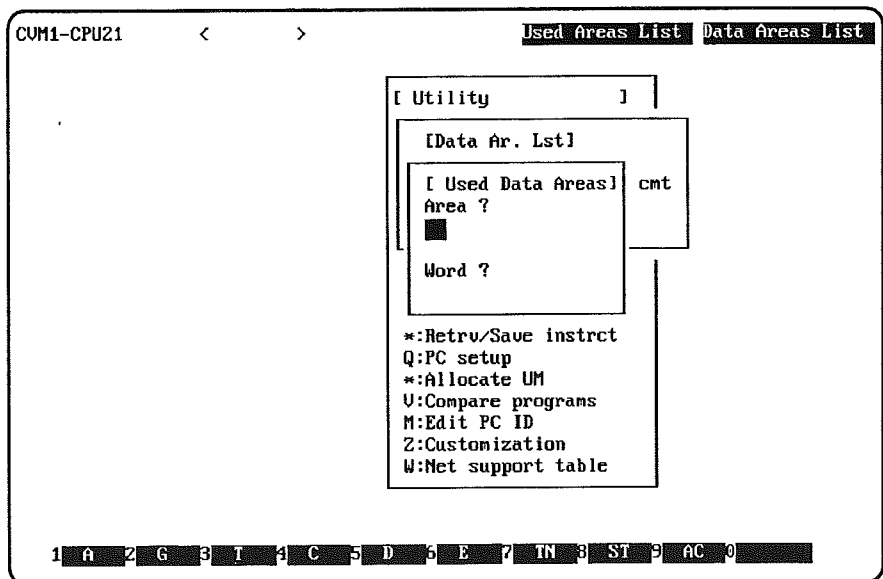 CVM1-CPU21 < > Used Areas List Data Areas List
[ Utility ]
[Data Ar. Lst]
[ Used Data Areas] cmt
Area ?
Word ?
*:Retrv/Save instrct
Q:PC setup
*:Allocate UM
V:Compare programs
M:Edit PC ID
Z:Customization
W:Net support table
1 A 2 G 3 T 4 C 5 D 6 E 7 TN 8 ST 9 AC 0